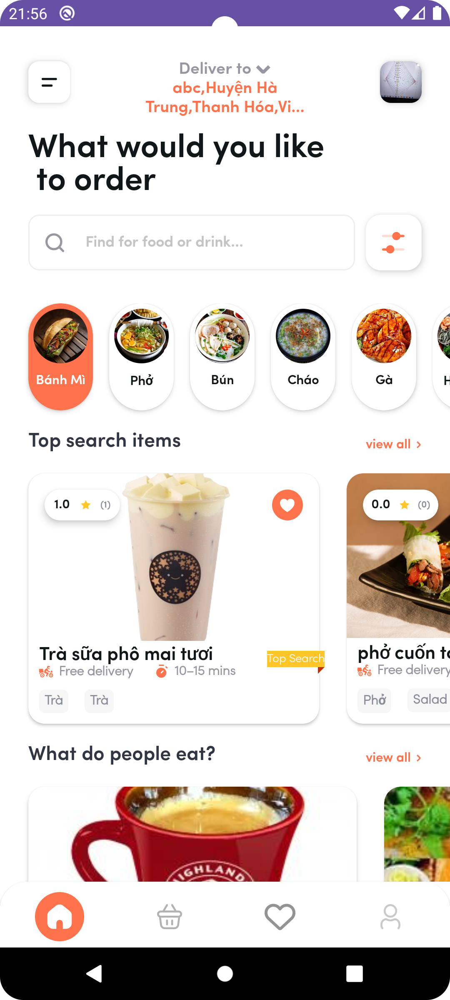 21:56
Deliver to
abc,Huyện Hà
Trung,Thanh Hóa,Vi...
What would you like
to order
Find for food or drink...
Bánh Mì
Phở
Bún
Cháo
Gà
H
Top search items
view all
1.0 (1)
0.0 (0)
Trà sữa phô mai tươi
Top Search
Free delivery
10-15 mins
Trà
Trà
phở cuốn
Free delivery
Phở
Salad
What do people eat?
view all
HIGHLAND